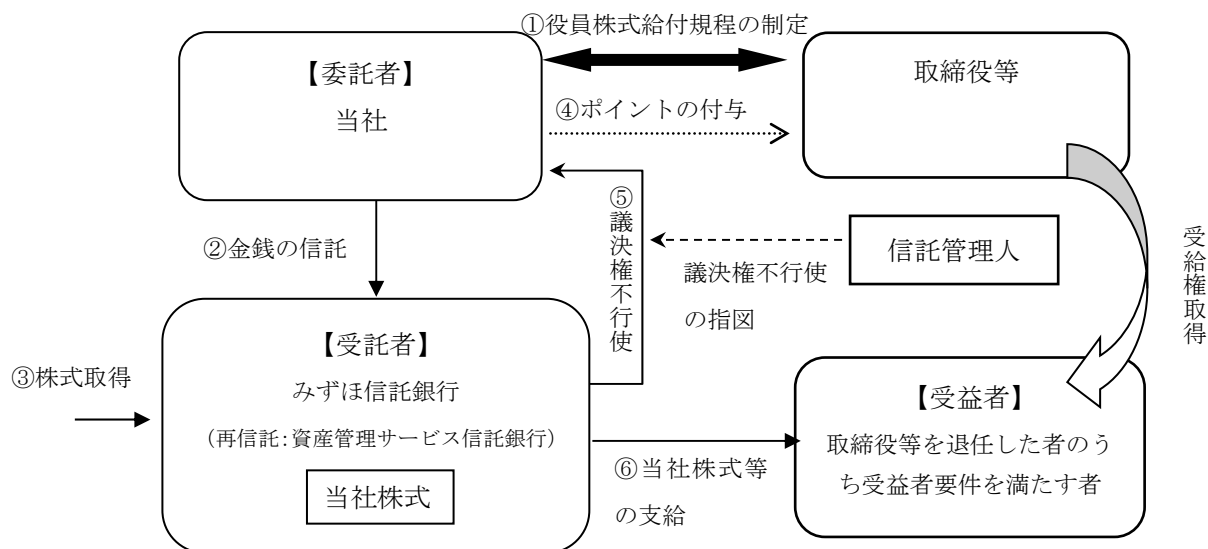 ①役員株式給付規程の制定
【委託者】
当社
取締役等
④ポイントの付与
⑤議決権不行使
②金銭の信託
信託管理人
議決権不行使
の指図
受給権取得
【受託者】
みずほ信託銀行
(再信託:資産管理サービス信託銀行)
当社株式
③株式取得
【受益者】
取締役等を退任した者のう
ち受益者要件を満たす者
⑥当社株式等
の支給